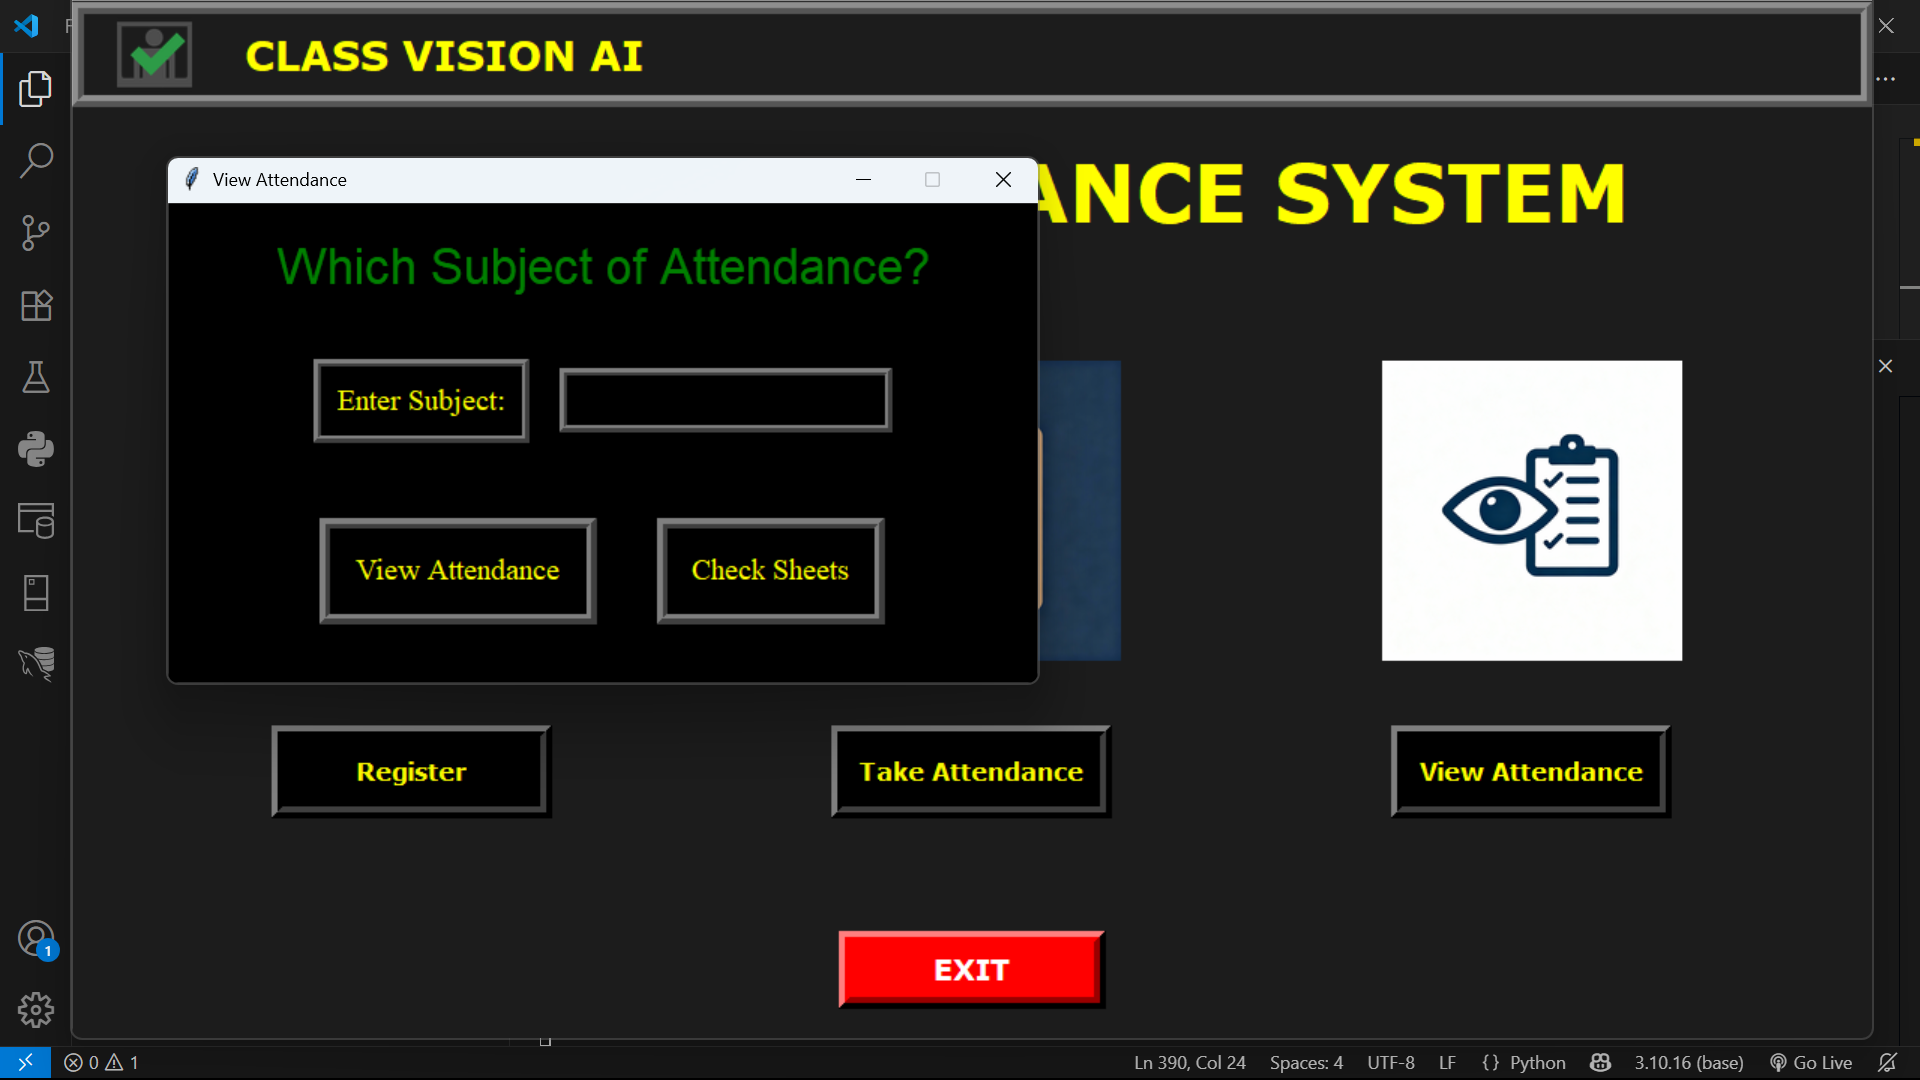 CLASS VISION AI
ANCE SYSTEM
View Attendance
Which Subject of Attendance?
Enter Subject:
View Attendance
Check Sheets
Register
Take Attendance
View Attendance
EXIT
1
0 1
Ln 390, Col 24 Spaces: 4 UTF-8 LF {} Python 3.10.16 (base) Go Live